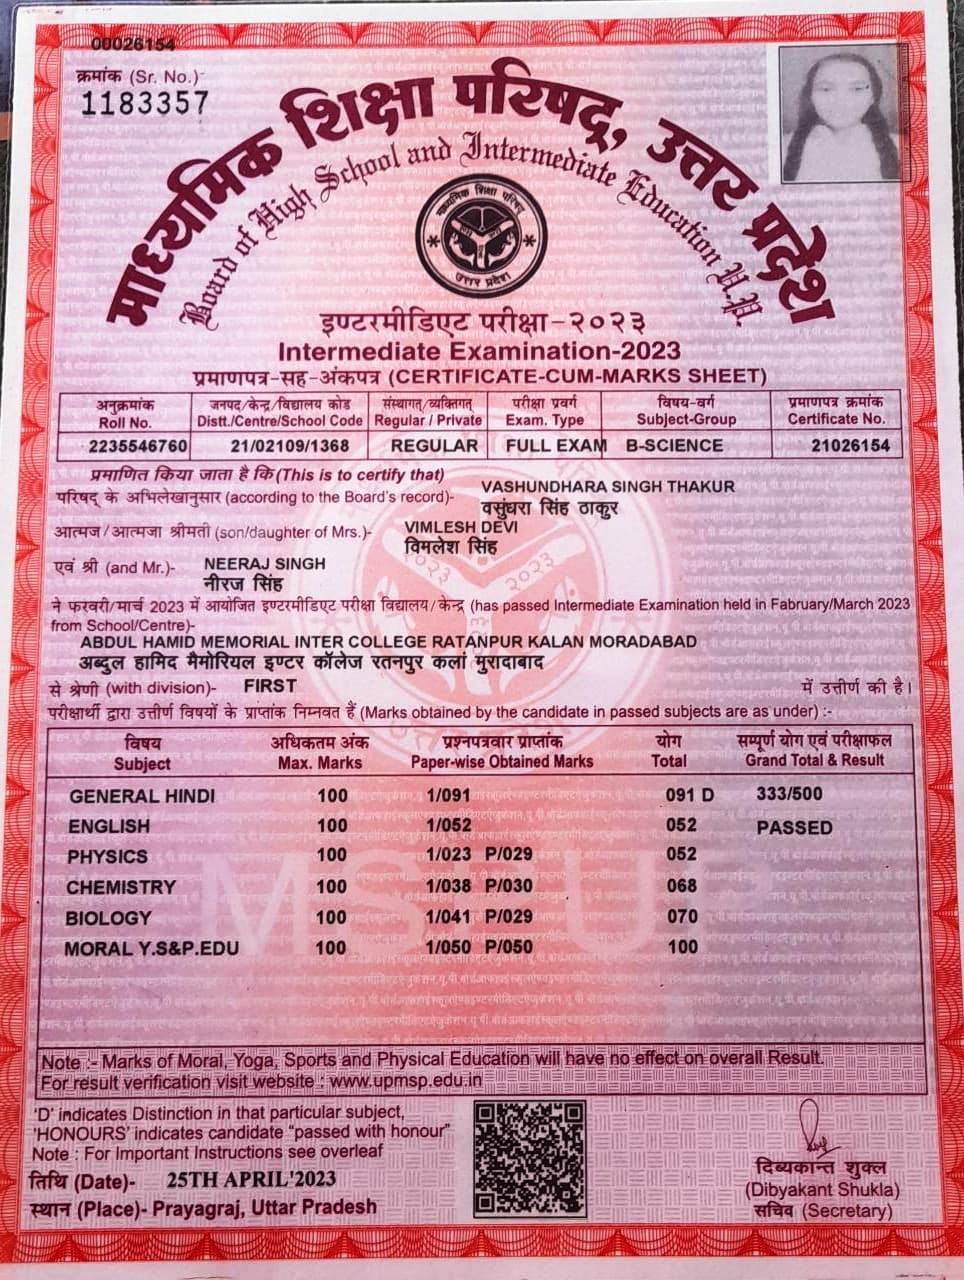 00026154
क्रमांक (Sr. No.)-
1183357
माध्यमिक शिक्षा परिषद्, उत्तर प्रदेश
Board of High School and Intermediate Education U.P.
माध्यमिक शिक्षा परिषद्
उत्तर प्रदेश
इण्टरमीडिएट परीक्षा-२०२३
Intermediate Examination-2023
प्रमाणपत्र-सह-अंकपत्र (CERTIFICATE-CUM-MARKS SHEET)
अनुक्रमांक जनपद/केन्द्र/विद्यालय कोड संस्थागत/व्यक्तिगत परीक्षा प्रवर्ग विषय-वर्ग प्रमाणपत्र क्रमांक
Roll No. Distt./Centre/School Code Regular / Private Exam. Type Subject-Group Certificate No.
2235546760 21/02109/1368 REGULAR FULL EXAM B-SCIENCE 21026154
प्रमाणित किया जाता है कि (This is to certify that)
VASHUNDHARA SINGH THAKUR
परिषद् के अभिलेखानुसार (according to the Board's record)- वसुंधरा सिंह ठाकुर
VIMLESH DEVI
आत्मज/आत्मजा श्रीमती (son/daughter of Mrs.)- विमलेश सिंह
एवं श्री (and Mr.)- NEERAJ SINGH
नीरज सिंह
ने फरवरी/मार्च 2023 में आयोजित इण्टरमीडिएट परीक्षा विद्यालय/केन्द्र (has passed Intermediate Examination held in Fabruary/March 2023
from School/Centre)-
ABDUL HAMID MEMORIAL INTER COLLEGE RATANPUR KALAN MORADABAD
अब्दुल हामिद मैमोरियल इण्टर कॉलेज रतनपुर कलां मुरादाबाद
से श्रेणी (with division)- FIRST में उत्तीर्ण की है।
परीक्षार्थी द्वारा उत्तीर्ण विषयों के प्राप्तांक निम्नवत हैं (Marks obtained by the candidate in passed subjects are as under) :-
विषय अधिकतम अंक प्रश्नपत्रवार प्राप्तांक योग सम्पूर्ण योग एवं परीक्षाफल
Subject Max. Marks Paper-wise Obtained Marks Total Grand Total & Result
GENERAL HINDI 100 1/091 091 D 333/500
ENGLISH 100 1/052 052 PASSED
PHYSICS 100 1/023 P/029 052
CHEMISTRY 100 1/038 P/030 068
BIOLOGY 100 1/041 P/029 070
MORAL Y.S&P.EDU 100 1/050 P/050 100
Note :- Marks of Moral, Yoga, Sports and Physical Education will have no effect on overall Result.
For result verification visit website : www.upmsp.edu.in
'D' indicates Distinction in that particular subject,
'HONOURS' indicates candidate "passed with honour"
Note : For Important Instructions see overleaf
तिथि (Date)- 25TH APRIL'2023
स्थान (Place)- Prayagraj, Uttar Pradesh
दिब्यकान्त शुक्ल
(Dibyakant Shukla)
सचिव (Secretary)